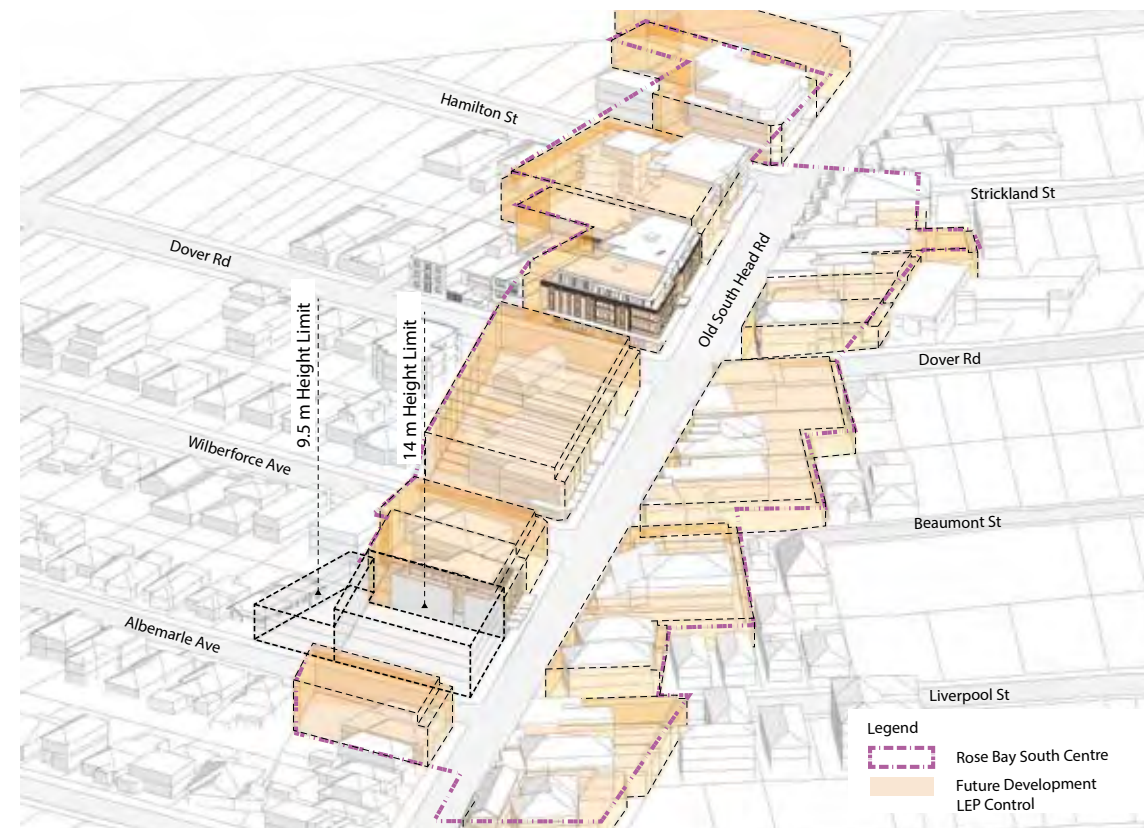 Hamilton St
Strickland St
Dover Rd
Old South Head Rd
9.5 m Height Limit
14 m Height Limit
Dover Rd
Wilberforce Ave
Beaumont St
Albemarle Ave
Liverpool St
Legend
Rose Bay South Centre
Future Development
LEP Control